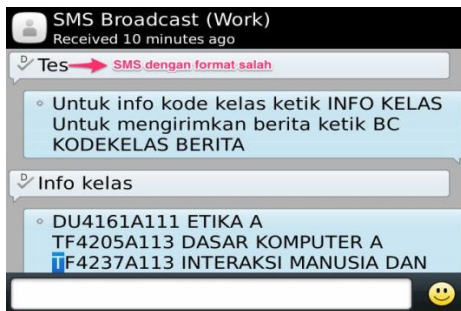 SMS Broadcast (Work)
Received 10 minutes ago
D Tes SMS dengan format salah
Untuk info kode kelas ketik INFO KELAS
Untuk mengirimkan berita ketik BC
KODEKELAS BERITA
D Info kelas
DU4161A111 ETIKA A
TF4205A113 DASAR KOMPUTER A
TF4237A113 INTERAKSI MANUSIA DAN